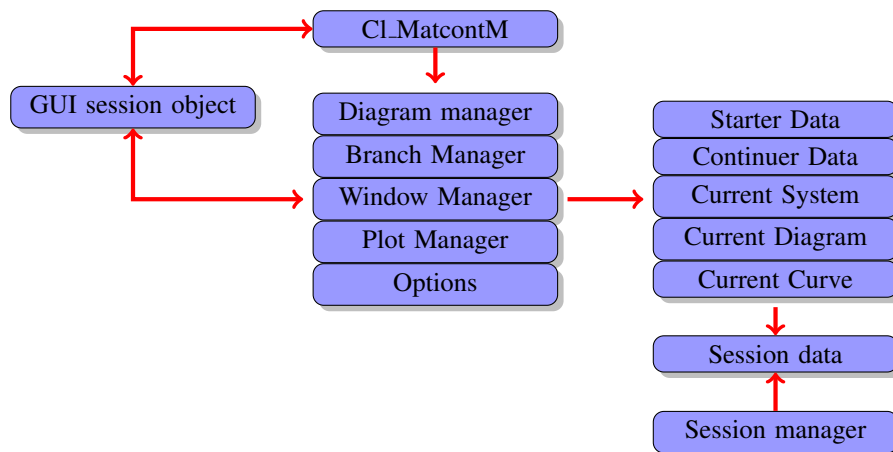 Cl_MatcontM
GUI session object
Diagram manager
Branch Manager
Window Manager
Plot Manager
Options
Starter Data
Continuer Data
Current System
Current Diagram
Current Curve
Session data
Session manager